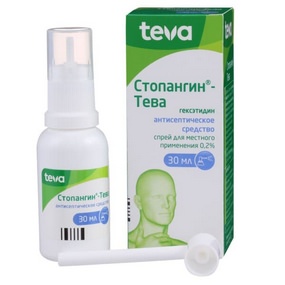 teva
Стопангин®-
Тева
гексэтидин
антисептическое
средство
спрей для местного
применения 0,2%
30 мл
teva
Стопангин®-Тева
антисептическое средство
30 мл